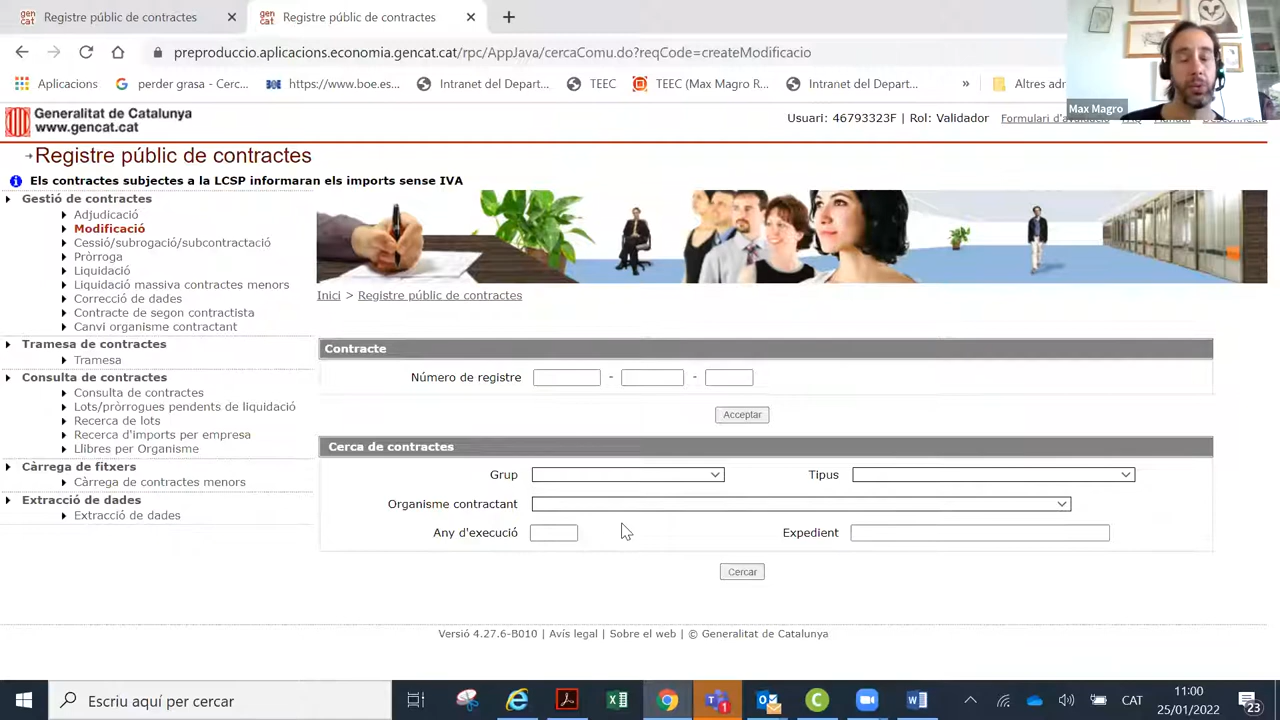 Registre públic de contractes
Registre públic de contractes
preproduccio.aplicacions.economia.gencat.cat/rpc/AppJava/cercaComu.do?reqCode=createModificacio
Aplicacions
perder grasa - Cerc...
https://www.boe.es...
Intranet del Depart...
TEEC
TEEC (Max Magro R...
Intranet del Depart...
»
Altres adr
Max Magro
Generalitat de Catalunya
www.gencat.cat
Usuari: 46793323F | Rol: Validador
Formulari d'avaluació
FAQ
Manual
Desconnexió
Registre públic de contractes
Els contractes subjectes a la LCSP informaran els imports sense IVA
Gestió de contractes
Adjudicació
Modificació
Cessió/subrogació/subcontractació
Pròrroga
Liquidació
Liquidació massiva contractes menors
Correcció de dades
Contracte de segon contractista
Canvi organisme contractant
Tramesa de contractes
Tramesa
Consulta de contractes
Consulta de contractes
Lots/pròrrogues pendents de liquidació
Recerca de lots
Recerca d'imports per empresa
Llibres per Organisme
Càrrega de fitxers
Càrrega de contractes menors
Extracció de dades
Extracció de dades
Inici > Registre públic de contractes
Contracte
Número de registre - -
Acceptar
Cerca de contractes
Grup
Tipus
Organisme contractant
Any d'execució
Expedient
Cercar
Versió 4.27.6-B010 | Avís legal | Sobre el web | © Generalitat de Catalunya
Escriu aquí per cercar
CAT
11:00
25/01/2022
23